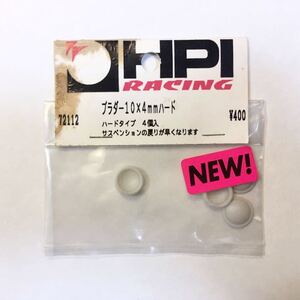 HPI
RACING
ブラダー10×4mmハード
72112
ハードタイプ 4個入
¥400
サスペンションの戻りが早くなります
NEW!